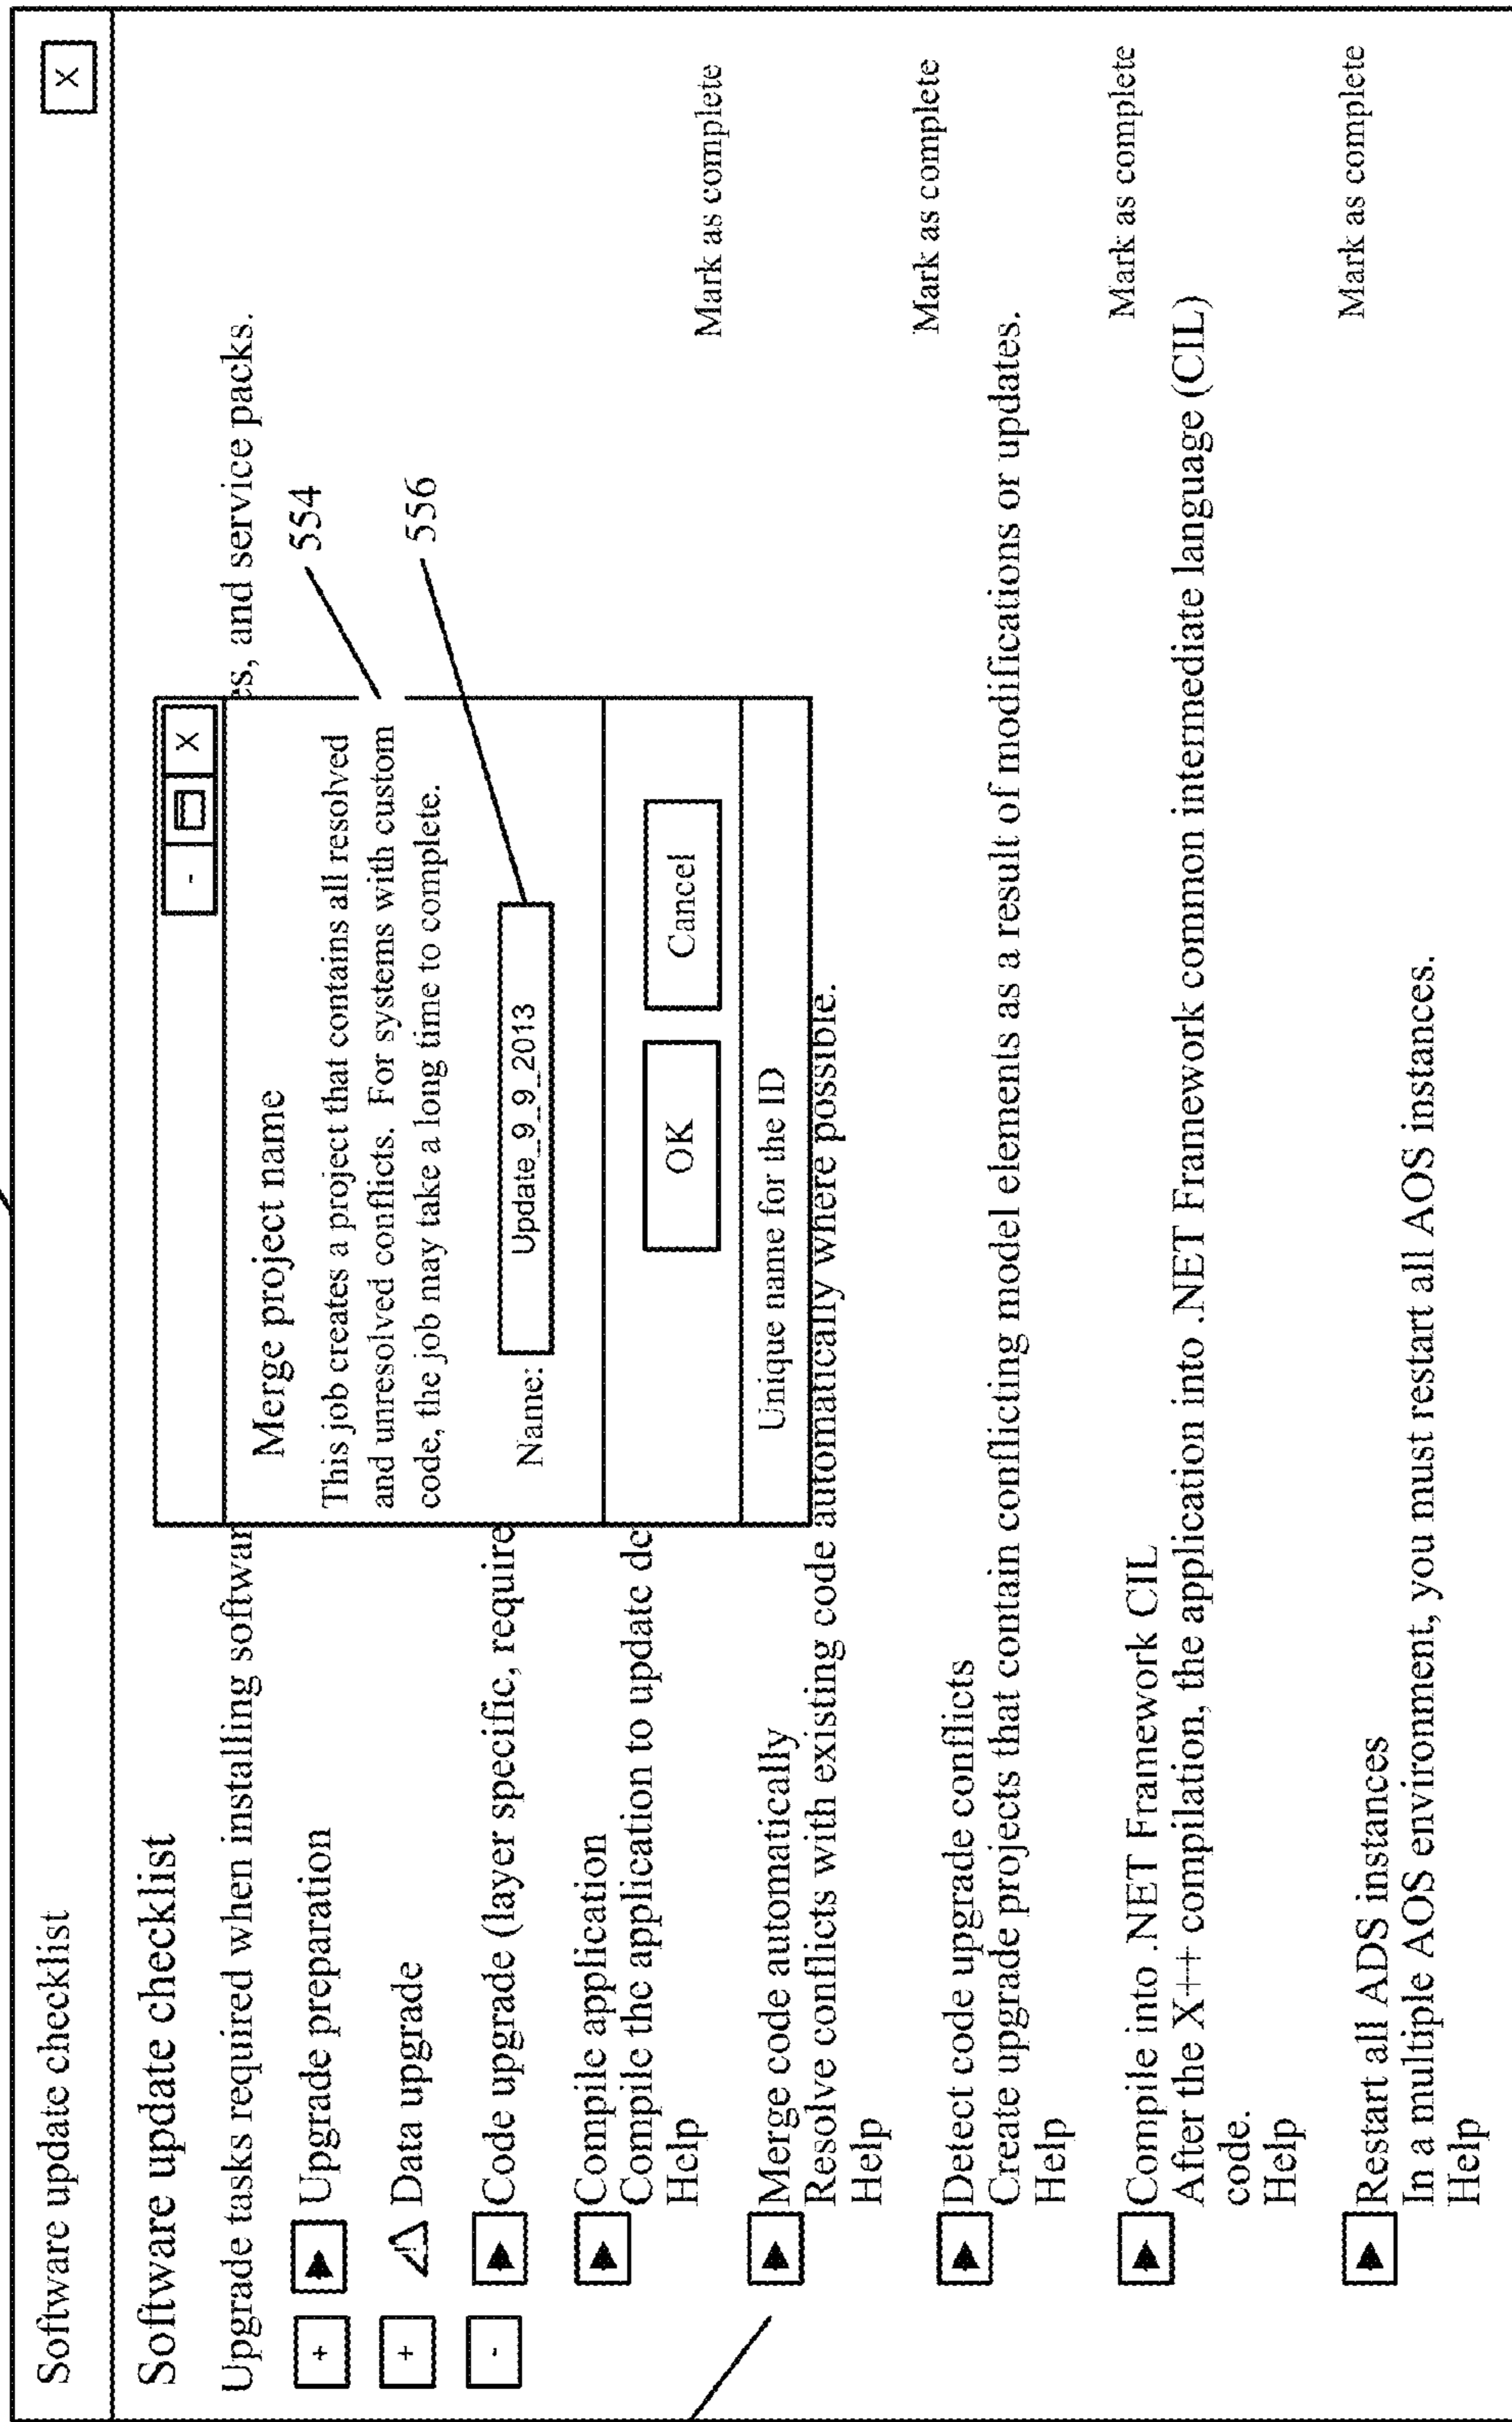 Software update checklist
X
Software update checklist
Upgrade tasks required when installing softwar
es, and service packs.
+
Upgrade preparation
+
Data upgrade
-
Code upgrade (layer specific, require
Compile application
Compile the application to update dc
Help
Mark as complete
- X
Merge project name
This job creates a project that contains all resolved
and unresolved conflicts. For systems with custom
code, the job may take a long time to complete.
Name: Update_9_9_2013
OK Cancel
Unique name for the ID
554
556
Merge code automatically
Resolve conflicts with existing code automatically where possible.
Help
Mark as complete
Detect code upgrade conflicts
Create upgrade projects that contain conflicting model elements as a result of modifications or updates.
Help
Mark as complete
Compile into .NET Framework CIL
After the X++ compilation, the application into .NET Framework common intermediate language (CIL)
code.
Help
Mark as complete
Restart all ADS instances
In a multiple AOS environment, you must restart all AOS instances.
Help